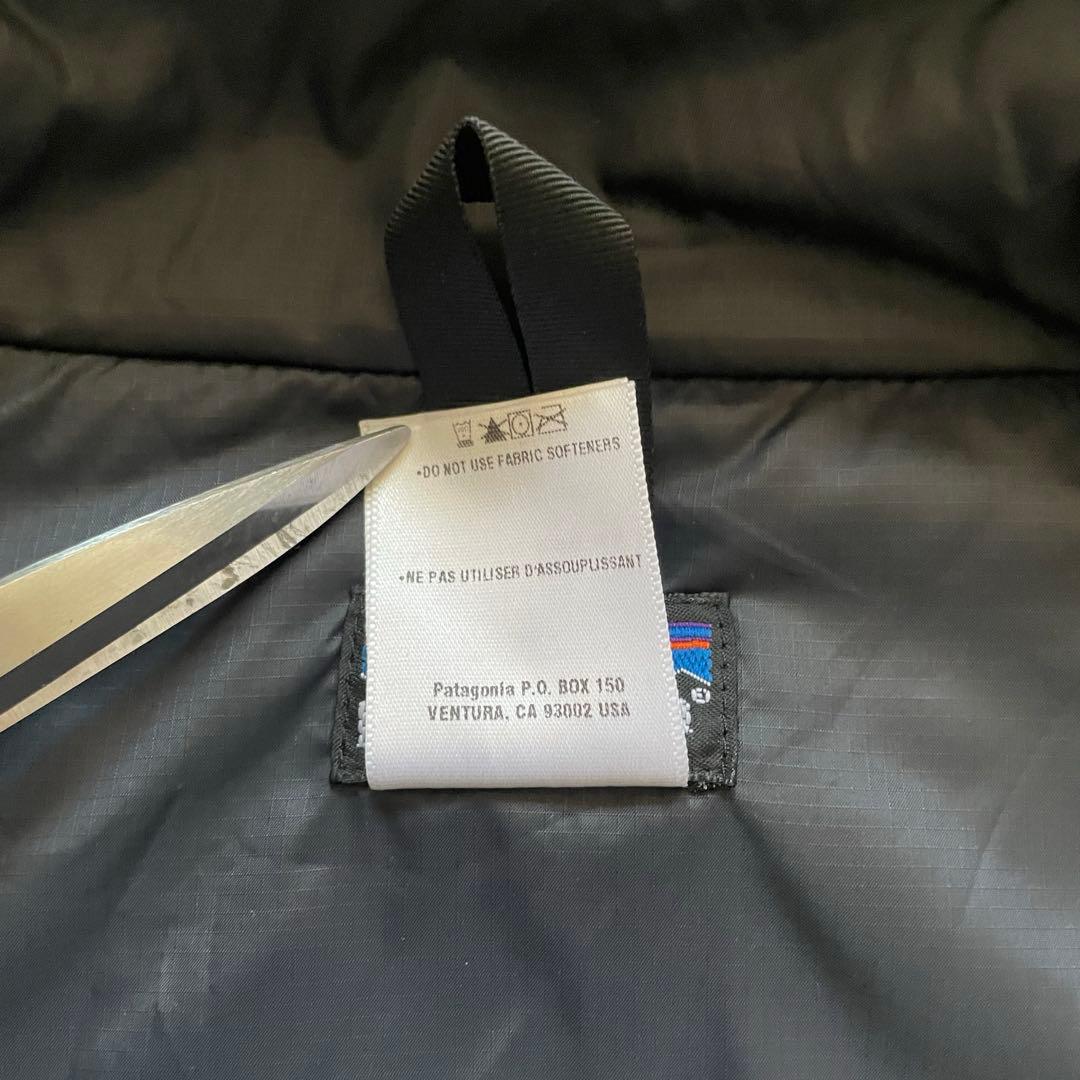 •DO NOT USE FABRIC SOFTENERS
•NE PAS UTILISER D'ASSOUPLISSANT
Patagonia P.O. BOX 150
VENTURA, CA 93002 USA
®